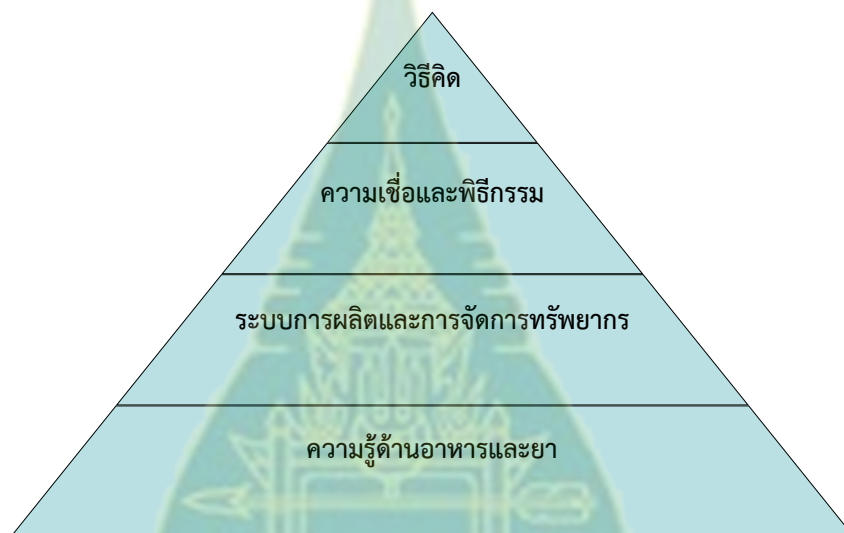 วิธีคิด
ความเชื่อและพิธีกรรม
ระบบการผลิตและการจัดการทรัพยากร
ความรู้ด้านอาหารและยา